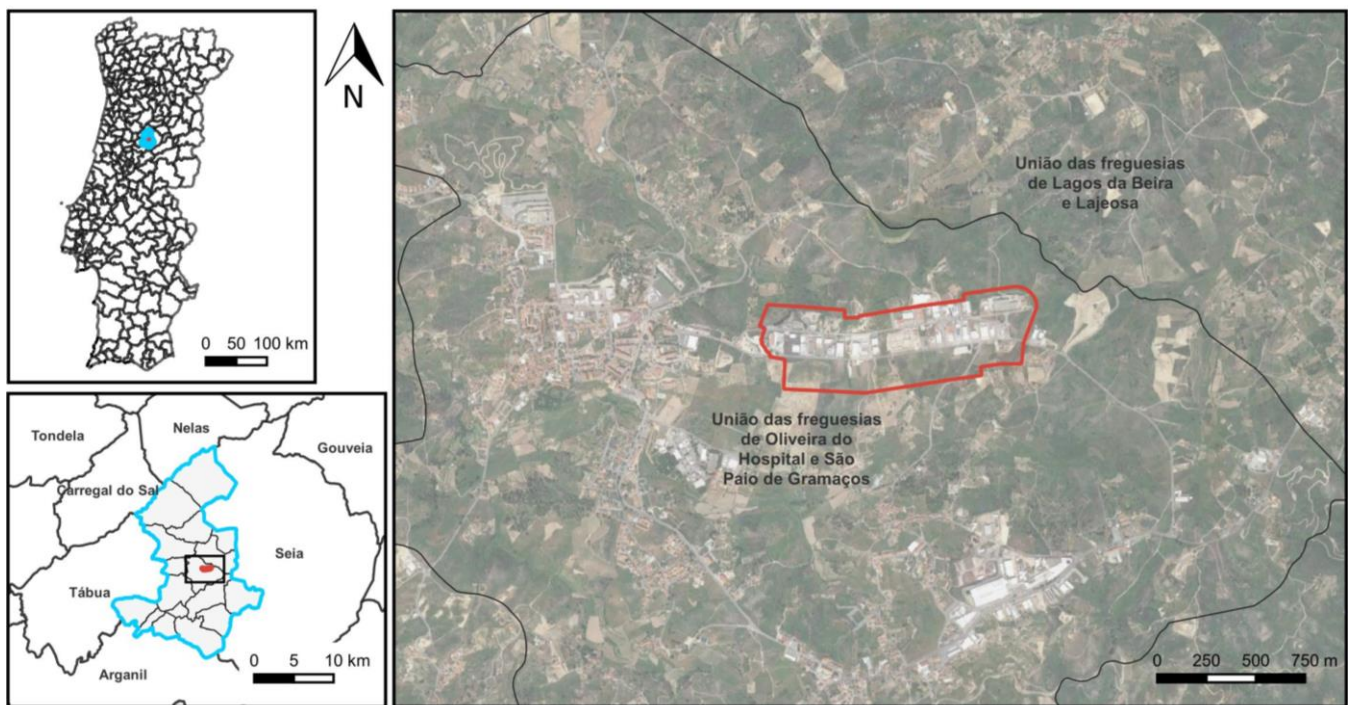 N
0 50 100 km
União das freguesias
de Lagos da Beira
e Lajeosa
União das freguesias
de Oliveira do
Hospital e São
Paio de Gramaços
0 250 500 750 m
Tondela
Nelas
Gouveia
Carregal do Sal
Seia
Tábua
Arganil
0 5 10 km